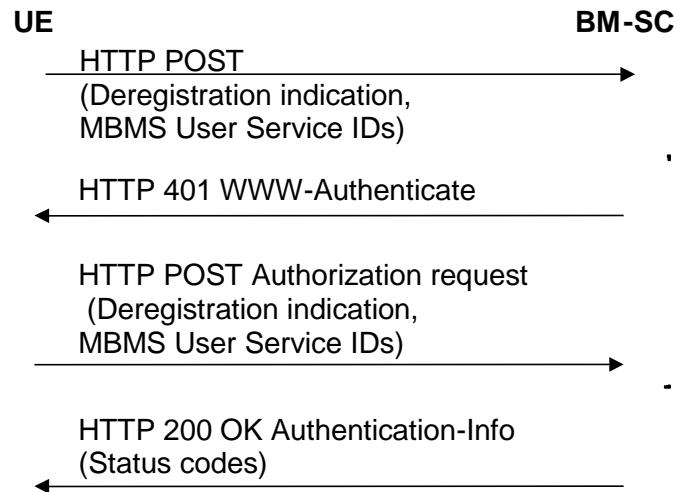 UE BM-SC
HTTP POST
(Deregistration indication,
MBMS User Service IDs)
HTTP 401 WWW-Authenticate
HTTP POST Authorization request
(Deregistration indication,
MBMS User Service IDs)
HTTP 200 OK Authentication-Info
(Status codes)